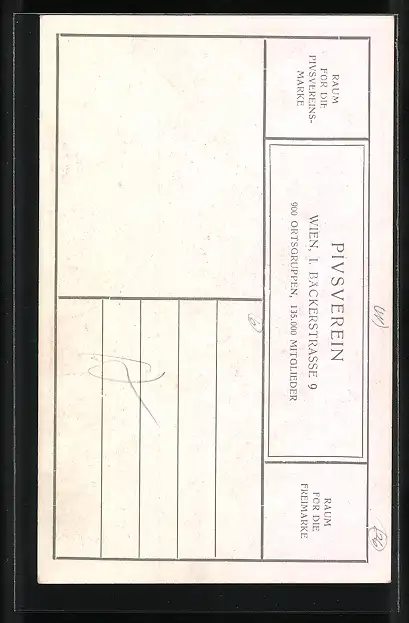 RAUM
FÜR DIE
PIVSVEREINS-
MARKE
PIVSVEREIN
WIEN, I. BÄCKERSTRASSE 9
900 ORTSGRUPPEN, 135.000 MITGLIEDER
RAUM
FÜR DIE
FREIMARKE